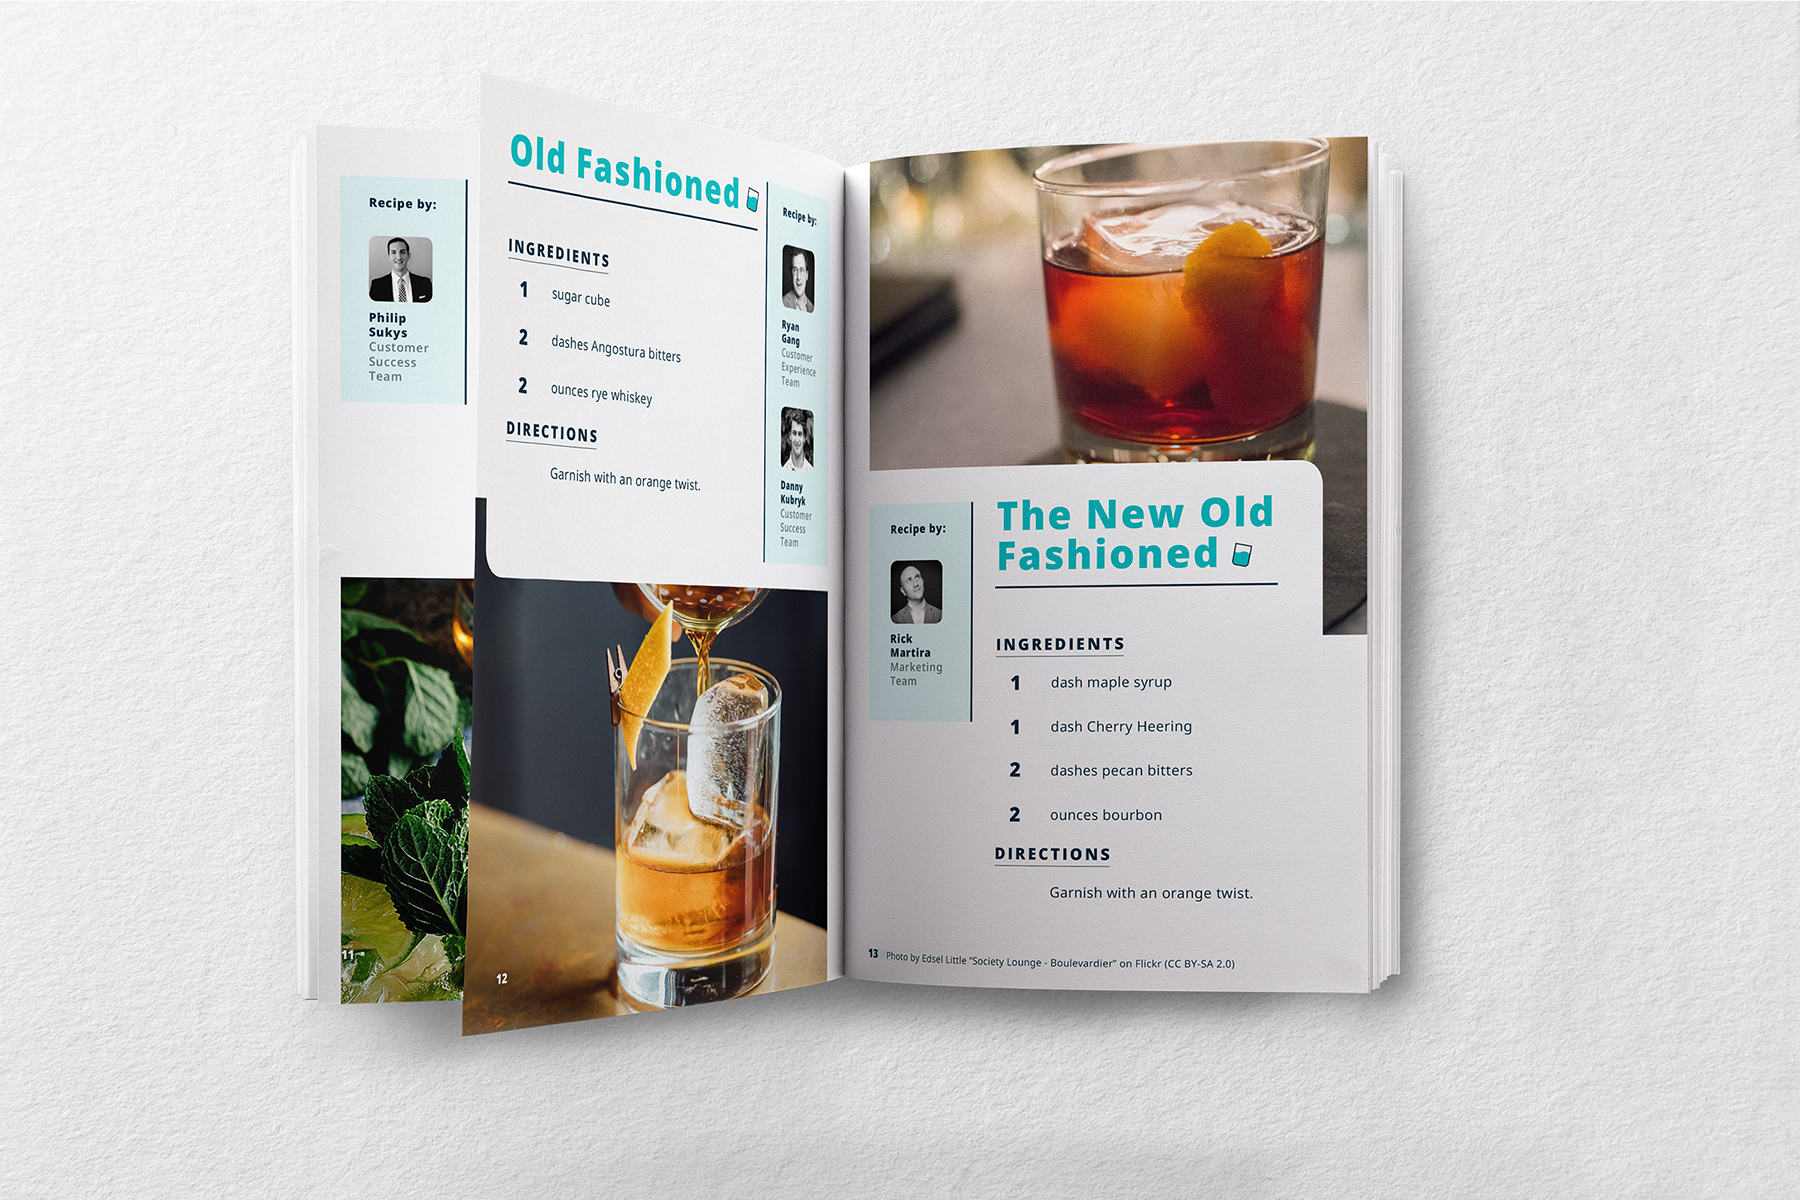 Recipe by:
Philip
Sukys
Customer
Success
Team
11
Old Fashioned
INGREDIENTS
1 sugar cube
2 dashes Angostura bitters
2 ounces rye whiskey
DIRECTIONS
Garnish with an orange twist.
Recipe by:
Ryan
Gang
Customer
Experience
Team
Danny
Kubryk
Customer
Success
Team
12
Recipe by:
Rick
Martira
Marketing
Team
The New Old
Fashioned
INGREDIENTS
1 dash maple syrup
1 dash Cherry Heering
2 dashes pecan bitters
2 ounces bourbon
DIRECTIONS
Garnish with an orange twist.
13 Photo by Edsel Little “Society Lounge - Boulevardier” on Flickr (CC BY-SA 2.0)